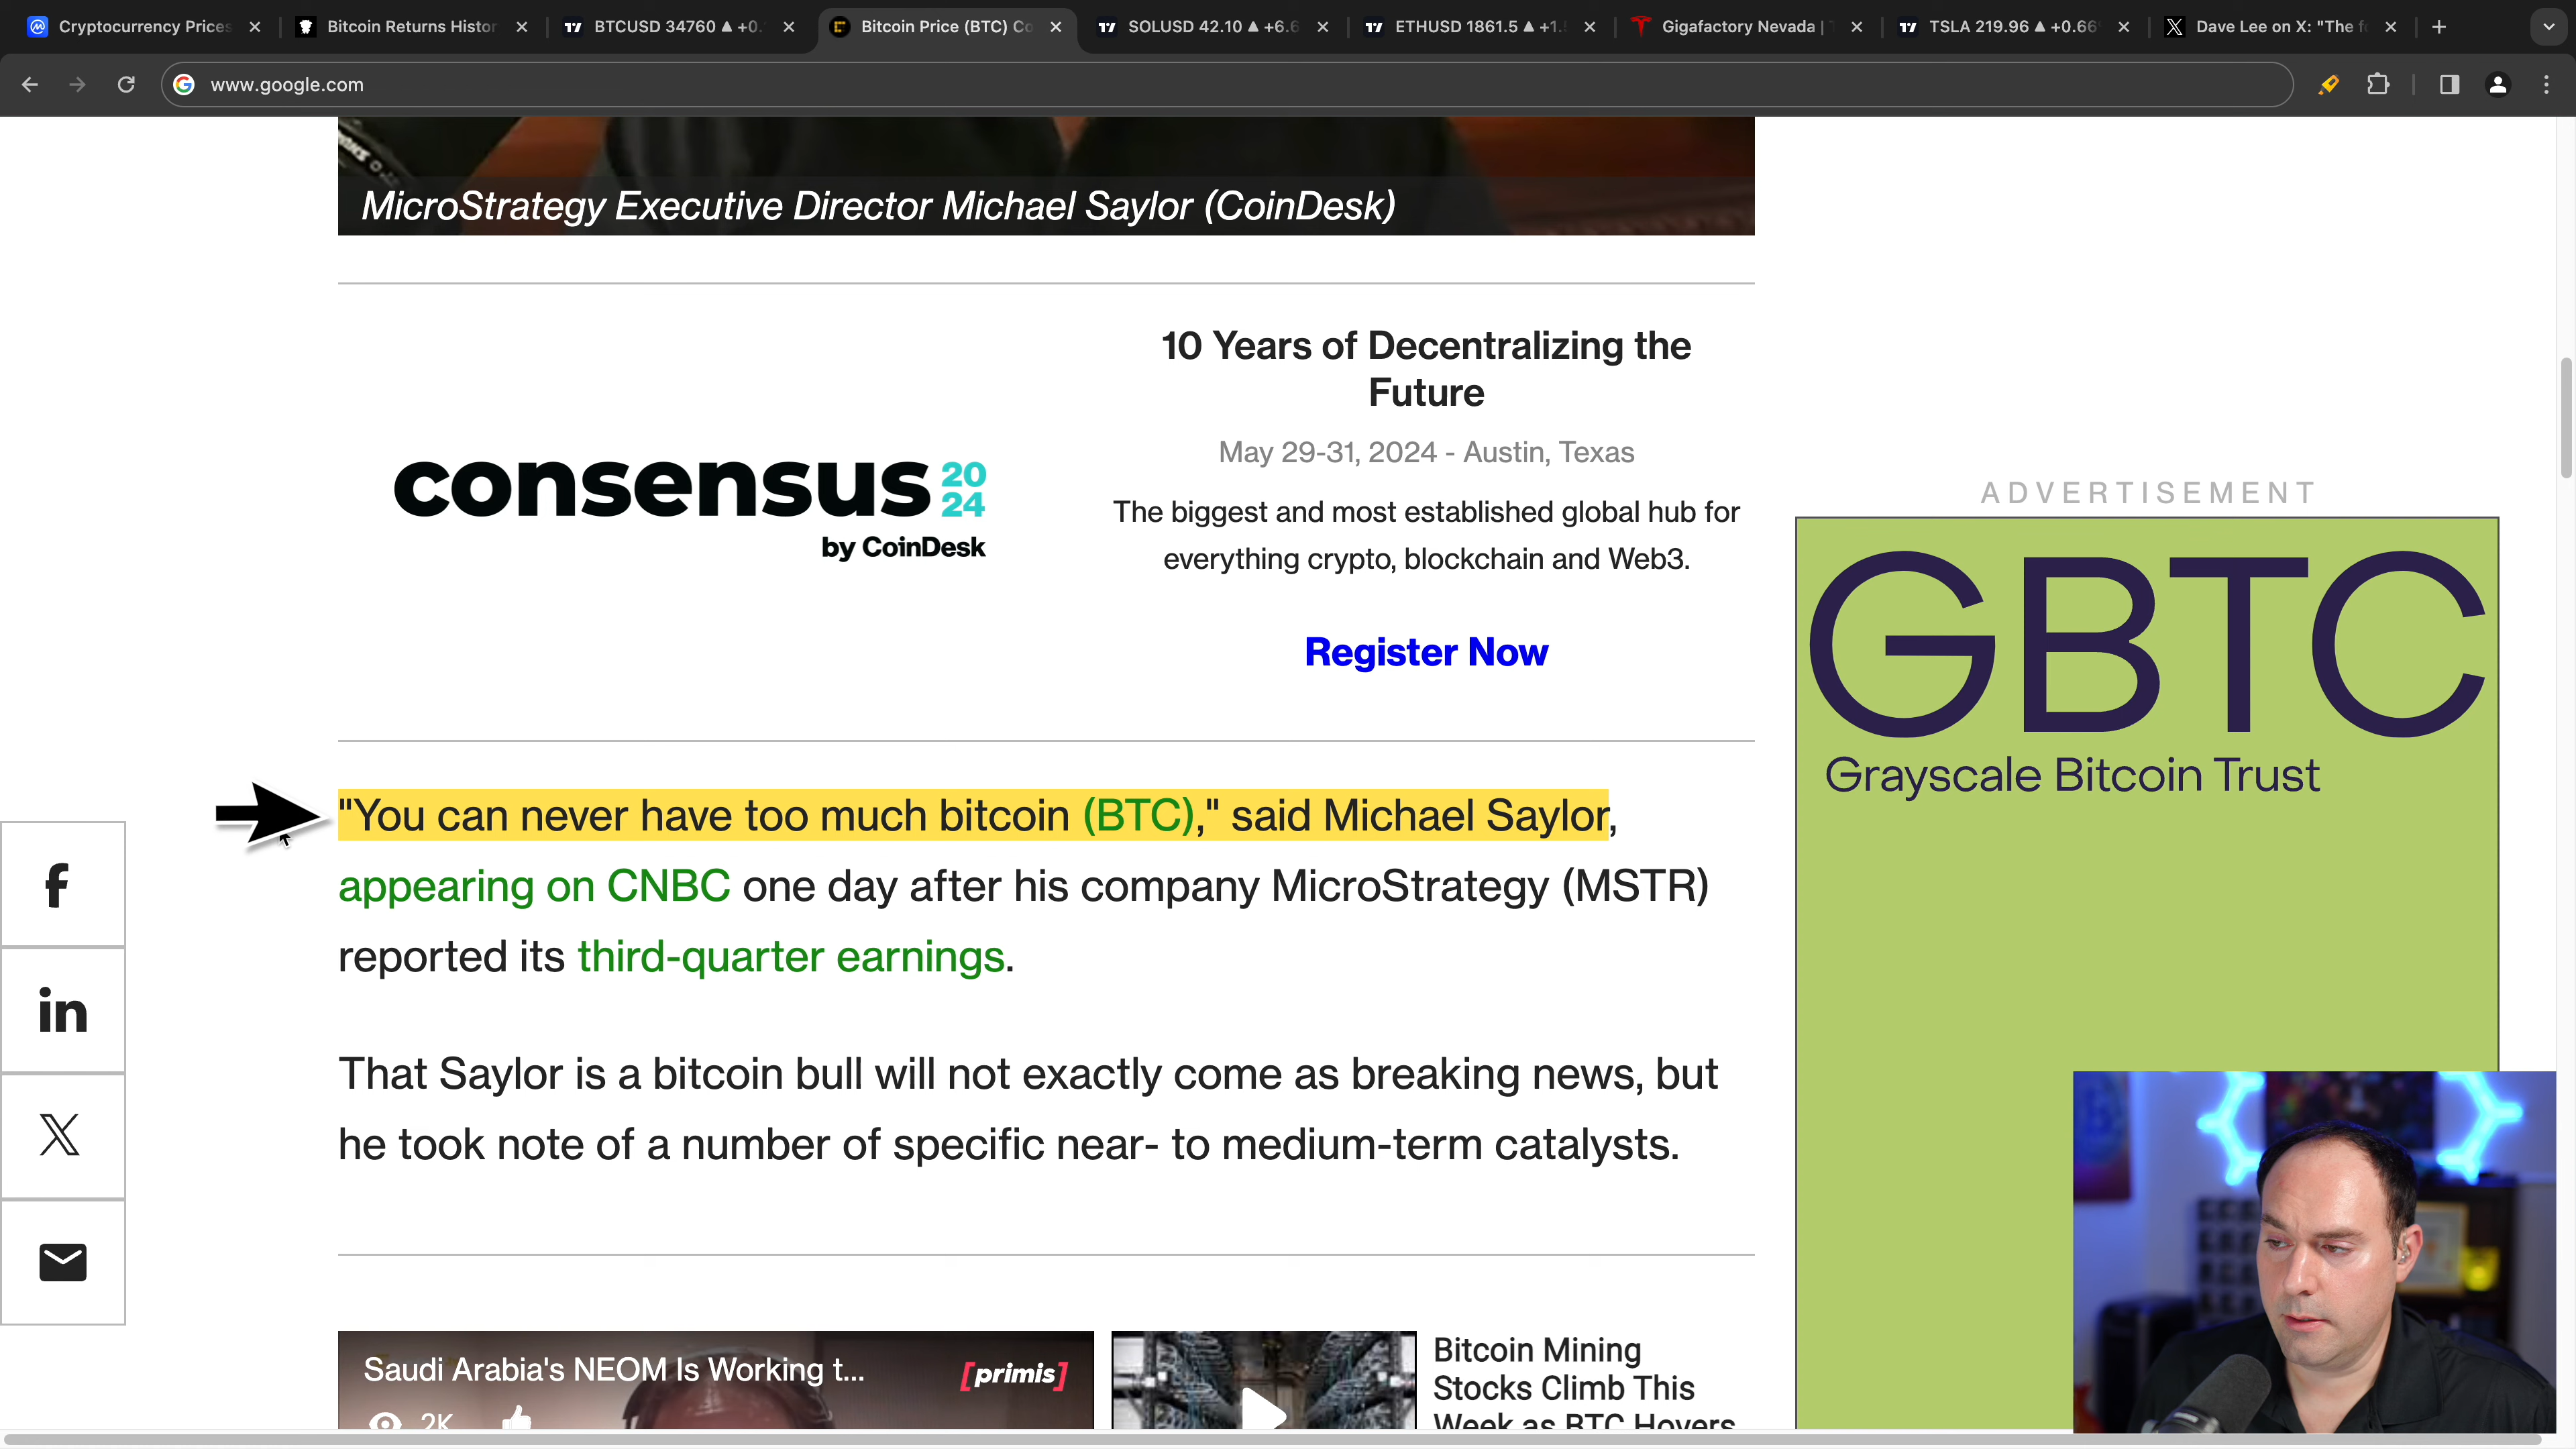 Cryptocurrency Prices
Bitcoin Returns Histor
BTCUSD 34760 ▲ +0.
Bitcoin Price (BTC) Co
SOLUSD 42.10 ▲ +6.6
ETHUSD 1861.5 ▲ +1.
Gigafactory Nevada | T
TSLA 219.96 ▲ +0.66
Dave Lee on X: "The f
www.google.com
MicroStrategy Executive Director Michael Saylor (CoinDesk)
consensus 20
24
by CoinDesk
10 Years of Decentralizing the
Future
May 29-31, 2024 - Austin, Texas
The biggest and most established global hub for
everything crypto, blockchain and Web3.
Register Now
ADVERTISEMENT
GBTC
Grayscale Bitcoin Trust
"You can never have too much bitcoin (BTC)," said Michael Saylor,
appearing on CNBC one day after his company MicroStrategy (MSTR)
reported its third-quarter earnings.
That Saylor is a bitcoin bull will not exactly come as breaking news, but
he took note of a number of specific near- to medium-term catalysts.
Saudi Arabia's NEOM Is Working t...
[primis]
2K
Bitcoin Mining
Stocks Climb This
Week as BTC Hovers